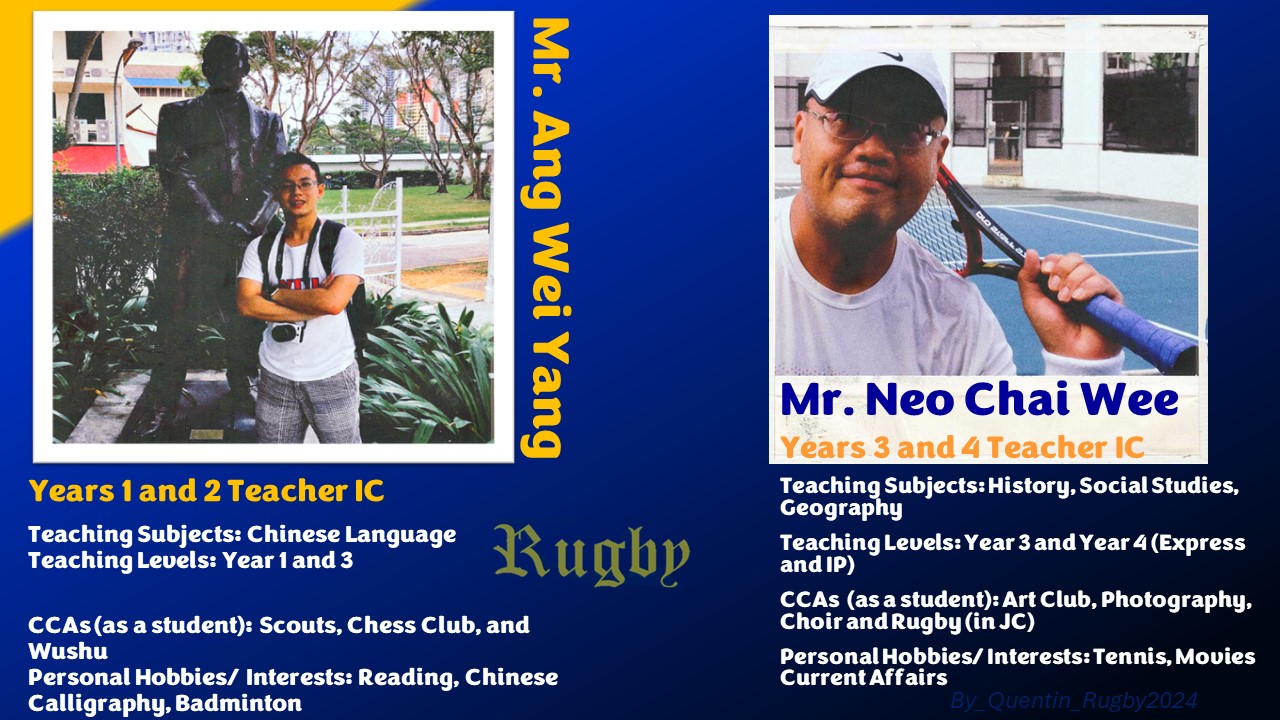 Mr. Ang Wei Yang
Years 1 and 2 Teacher IC
Teaching Subjects: Chinese Language
Teaching Levels: Year 1 and 3
CCAs (as a student): Scouts, Chess Club, and
Wushu
Personal Hobbies/ Interests: Reading, Chinese
Calligraphy, Badminton
Rugby
Mr. Neo Chai Wee
Years 3 and 4 Teacher IC
Teaching Subjects: History, Social Studies,
Geography
Teaching Levels: Year 3 and Year 4 (Express
and IP)
CCAs (as a student): Art Club, Photography,
Choir and Rugby (in JC)
Personal Hobbies/ Interests: Tennis, Movies
Current Affairs
By_Quentin_Rugby2024